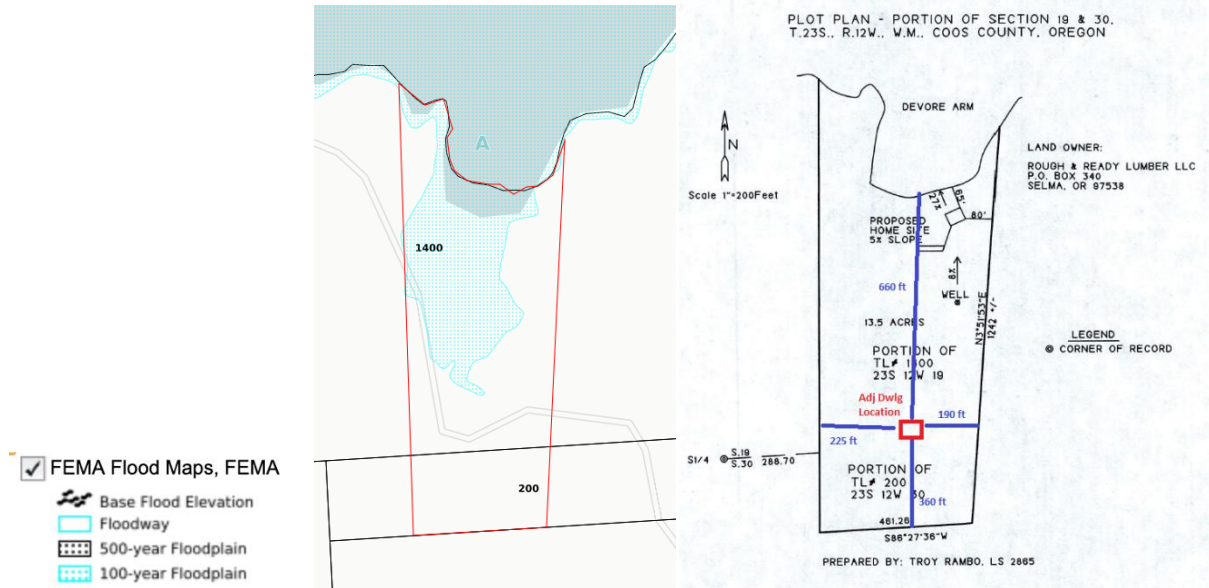 FEMA Flood Maps, FEMA
Base Flood Elevation
Floodway
500-year Floodplain
100-year Floodplain
A
1400
200
PLOT PLAN - PORTION OF SECTION 19 & 30,
T.23S., R.12W., W.M., COOS COUNTY, OREGON
DEVORE ARM
N
Scale 1"=200Feet
LAND OWNER:
ROUGH & READY LUMBER LLC
P.O. BOX 340
SELMA, OR 97538
27%
65'
80'
PROPOSED
HOME SITE
5% SLOPE
8%
WELL
660 ft
N3°51'53"E
1242 +/-
13.5 ACRES
LEGEND
CORNER OF RECORD
PORTION OF
23S 12W 19
Adj Dwlg
Location
190 ft
225 ft
S1/4
S.19
S.30
288.70
PORTION OF
TL# 200
23S 12W 30
360 ft
461.26
S86°27'36"W
PREPARED BY: TROY RAMBO, LS 2865